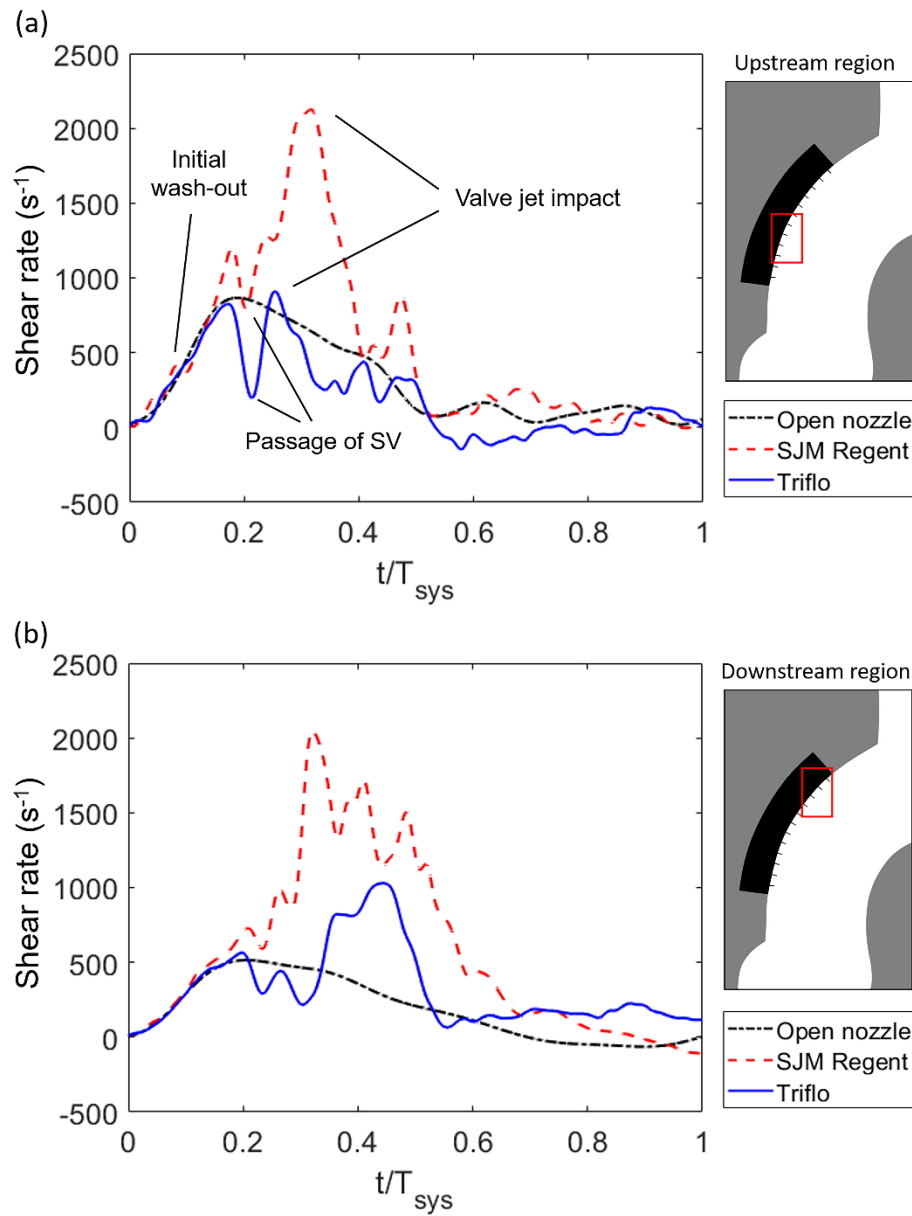 (a)
2500
2000
1500
1000
500
0
-500
Shear rate (s⁻¹)
Initial
wash-out
Valve jet impact
Passage of SV
0
0.2
0.4
0.6
0.8
1
t/T_sys
Upstream region
Open nozzle
SJM Regent
Triflo
(b)
2500
2000
1500
1000
500
0
-500
Shear rate (s⁻¹)
0
0.2
0.4
0.6
0.8
1
t/T_sys
Downstream region
Open nozzle
SJM Regent
Triflo